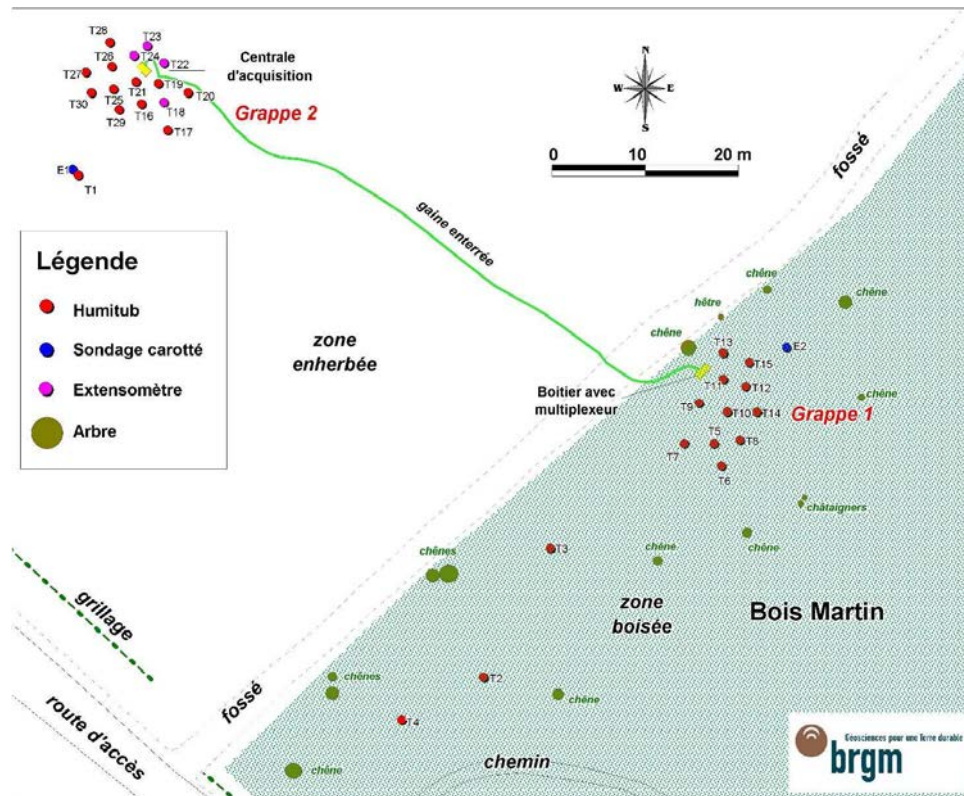 T28
T23
T26
T24
T22
Centrale
d'acquisition
T27
T21
T19
T30
T25
T20
T16
T18
T29
T17
Grappe 2
E1
T1
N
W
E
S
0
10
20 m
fossé
gaine enterrée
Légende
Humitub
Sondage carotté
Extensomètre
Arbre
zone
enherbée
chêne
chêne
hêtre
chêne
T13
E2
T15
Boitier avec
multiplexeur
T11
T12
chêne
T9
T10
T14
Grappe 1
T5
T8
T7
T6
châtaigners
chêne
chênes
T3
chêne
zone
boisée
Bois Martin
grillage
chênes
T2
chêne
fossé
T4
route d'accès
chêne
chemin
Géosciences pour une Terre durable
brgm